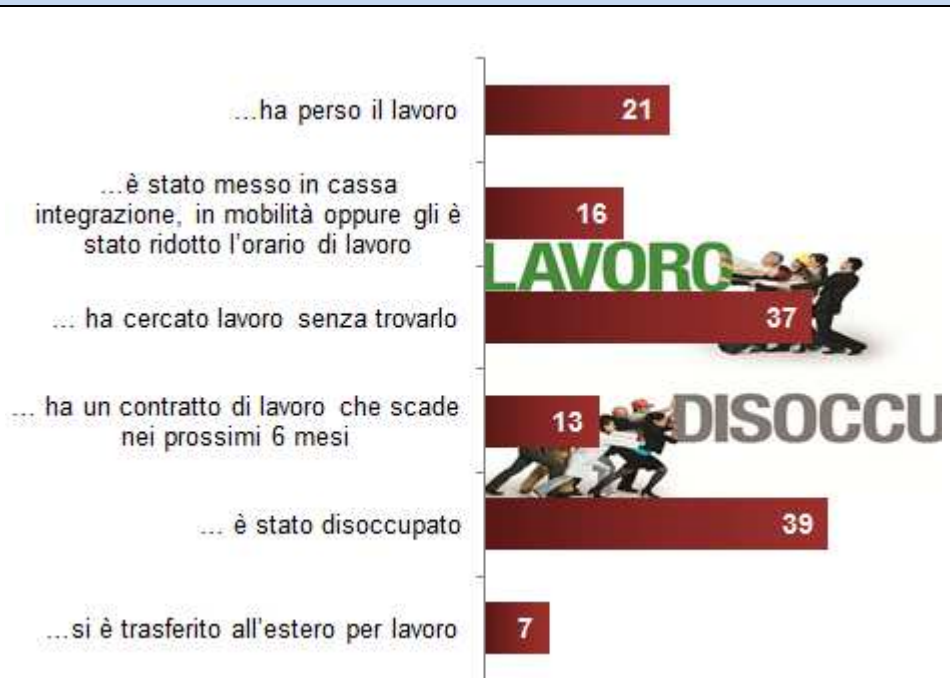 …ha perso il lavoro
21
…è stato messo in cassa
integrazione, in mobilità oppure gli è
stato ridotto l'orario di lavoro
16
LAVORO
… ha cercato lavoro senza trovarlo
37
… ha un contratto di lavoro che scade
nei prossimi 6 mesi
13
DISOCCU
… è stato disoccupato
39
…si è trasferito all'estero per lavoro
7